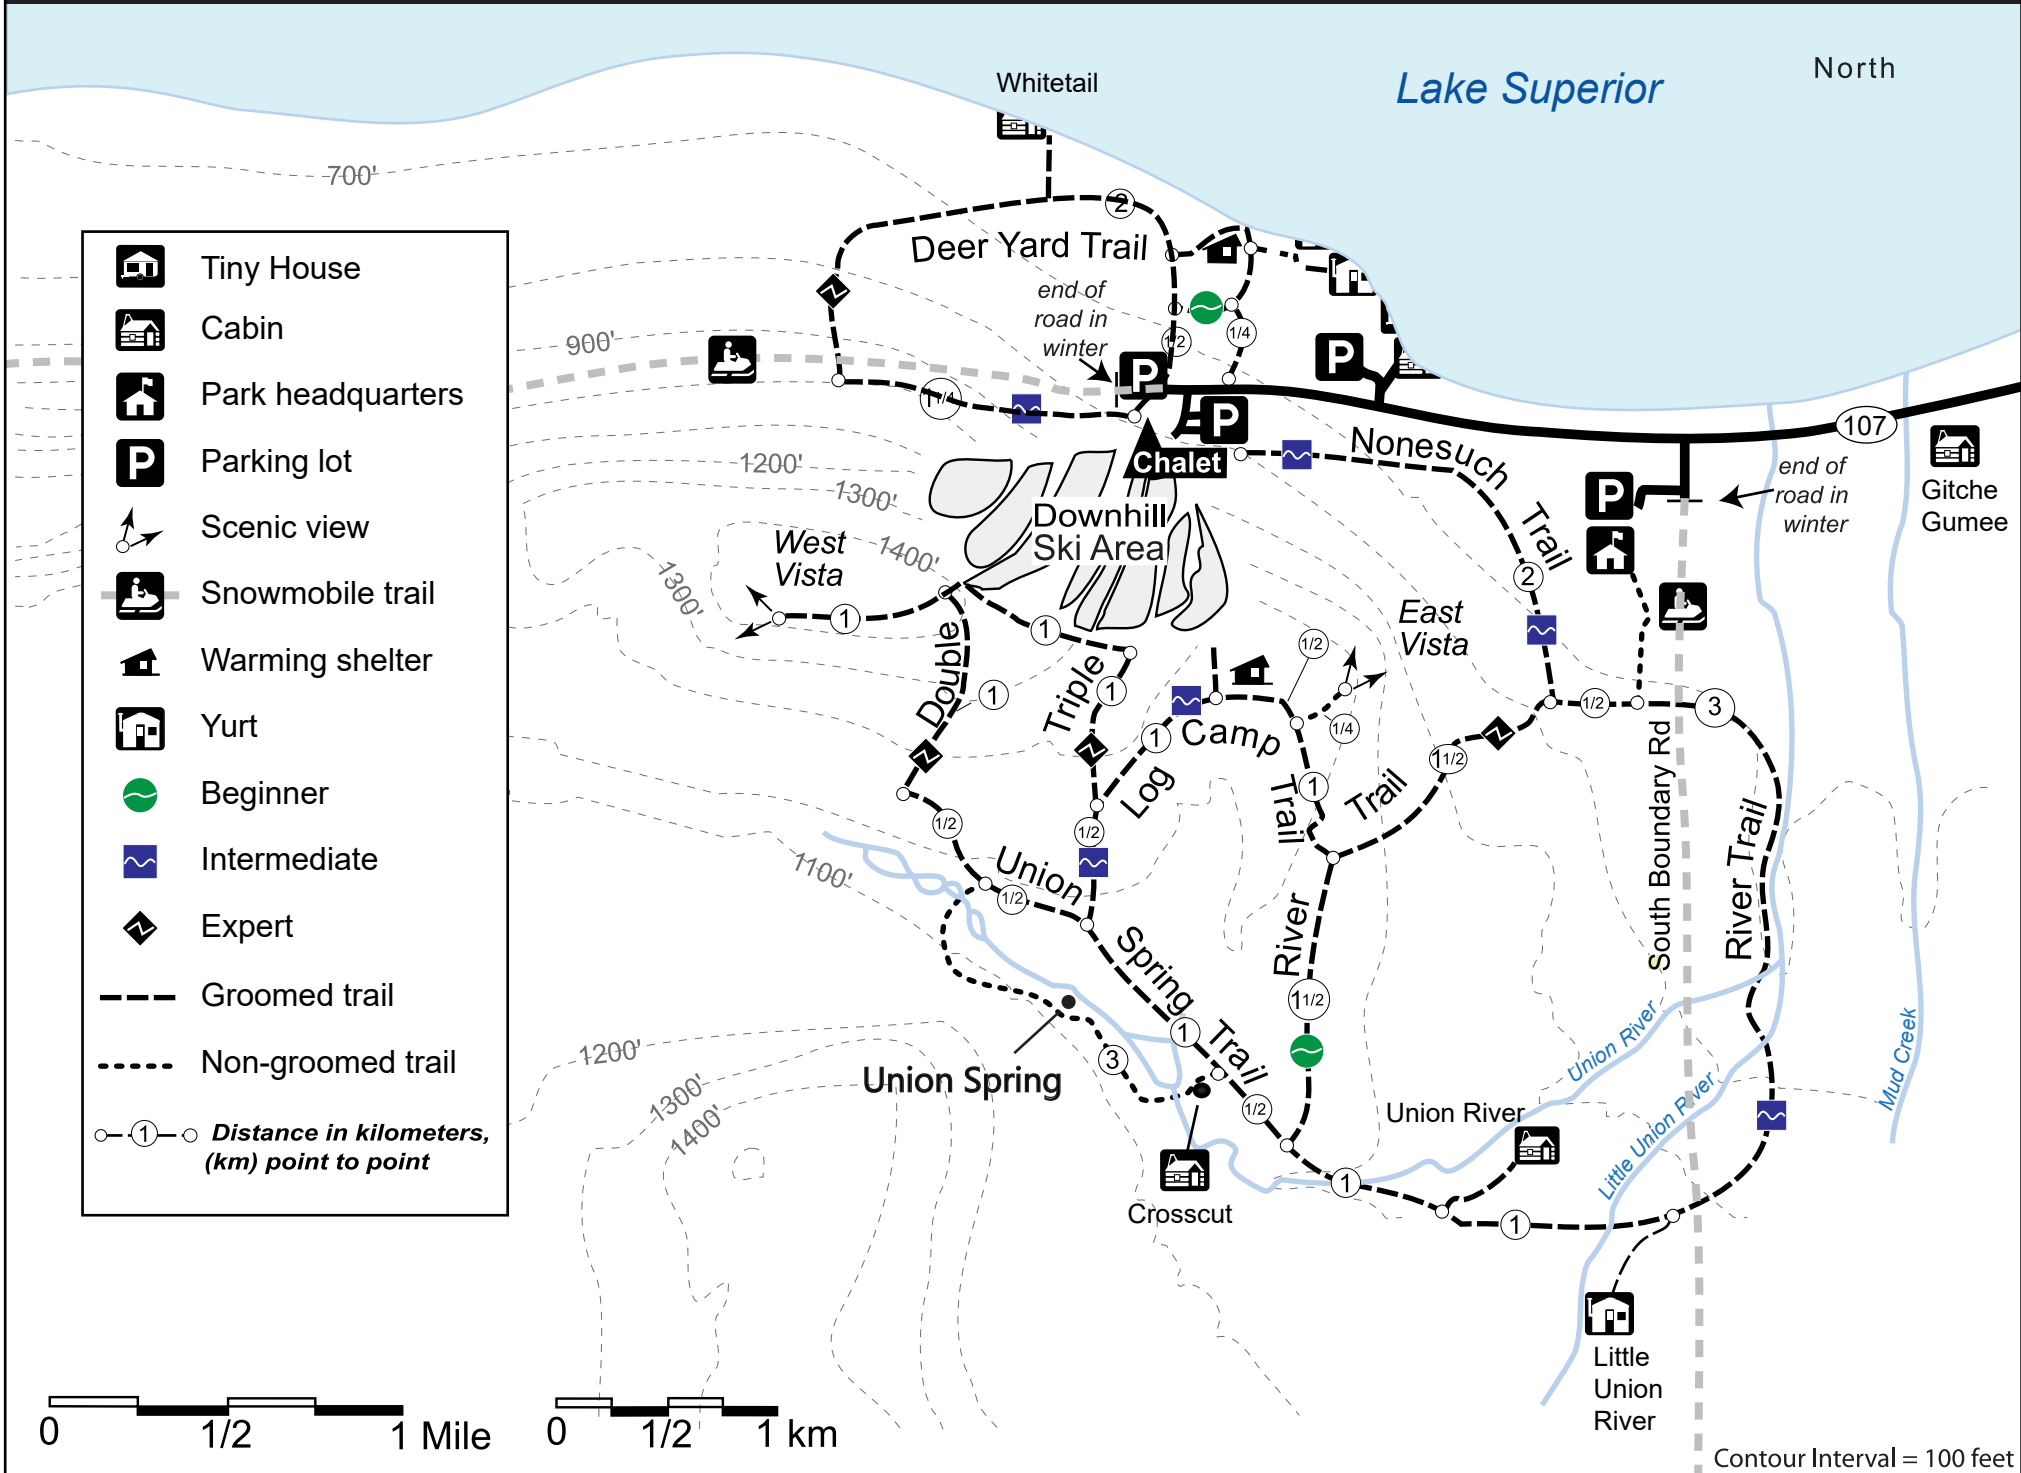 Whitetail
Lake Superior
North
700'
2
Deer Yard Trail
end of
road in
winter
900'
1/2
1/4
P
P
P
1 1/4
107
Chalet
Nonesuch
Trail
1200'
1300'
1400'
1300'
Downhill
Ski Area
West
Vista
end of
road in
winter
Gitche
Gumee
P
2
1
1
East
Vista
1/2
Double
1
Triple
1
1/4
1/2
3
Log
Camp
Trail
1
1
1 1/2
Trail
South Boundary Rd
River Trail
1/2
1/2
1100'
Union
1/2
Spring
Trail
River
1 1/2
1
1200'
1300'
1400'
Union Spring
3
1/2
Crosscut
Union River
Union River
Little Union River
Mud Creek
1
1
Little
Union
River
Tiny House
Cabin
Park headquarters
P
Parking lot
Scenic view
Snowmobile trail
Warming shelter
Yurt
Beginner
Intermediate
Expert
Groomed trail
Non-groomed trail
1
Distance in kilometers,
(km) point to point
0 1/2 1 Mile
0 1/2 1 km
Contour Interval = 100 feet